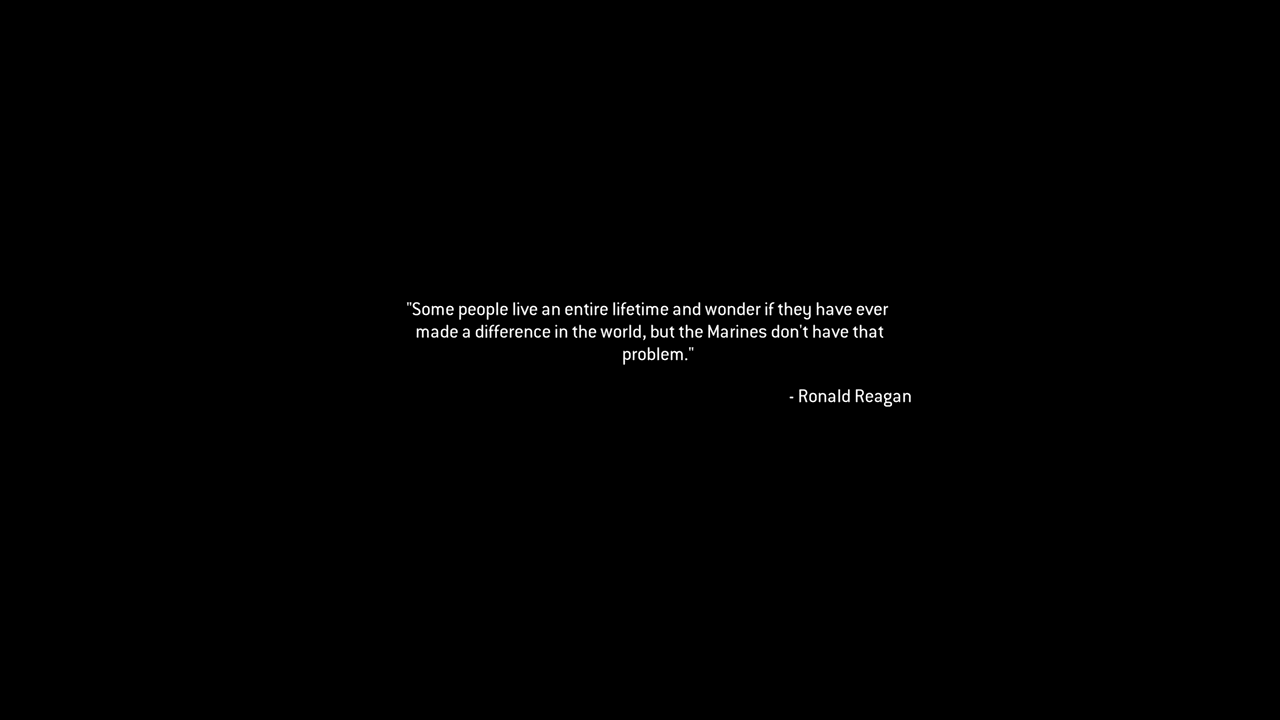 "Some people live an entire lifetime and wonder if they have ever
made a difference in the world, but the Marines don't have that
problem."
- Ronald Reagan